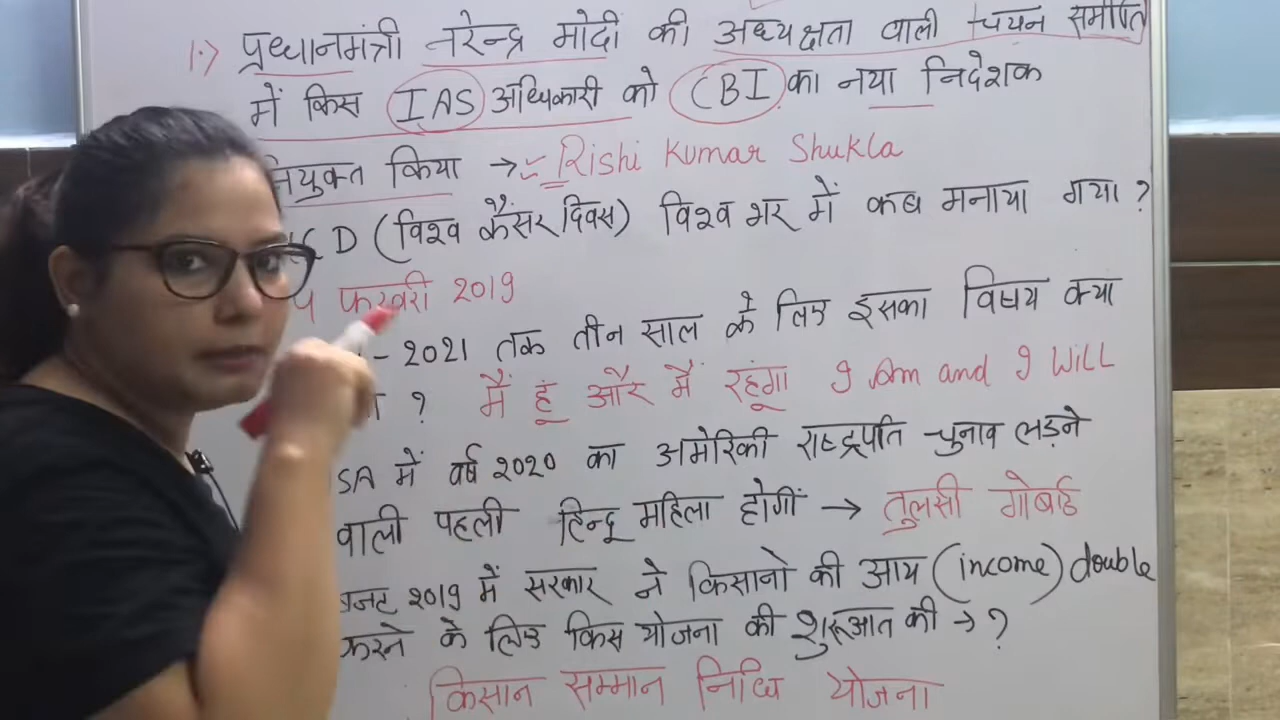 1.) प्रधानमंत्री नरेन्द्र मोदी की अध्यक्षता वाली चयन समिति
में किस IAS अधिकारी को CBI का नया निदेशक
नियुक्त किया → Rishi Kumar Shukla
CD (विश्व कैंसर दिवस) विश्व भर में कब मनाया गया ?
4 फरवरी 2019
- 2021 तक तीन साल के लिए इसका विषय क्या
? मैं हूं और मैं रहूंगा I Am and I Will
SA में वर्ष 2020 का अमेरिकी राष्ट्रपति चुनाव लड़ने
वाली पहली हिन्दू महिला होगीं → तुलसी गोबार्ड
बजट 2019 में सरकार ने किसानो की आय (income) double
करने के लिए किस योजना की शुरूआत की → ?
किसान सम्मान निधि योजना